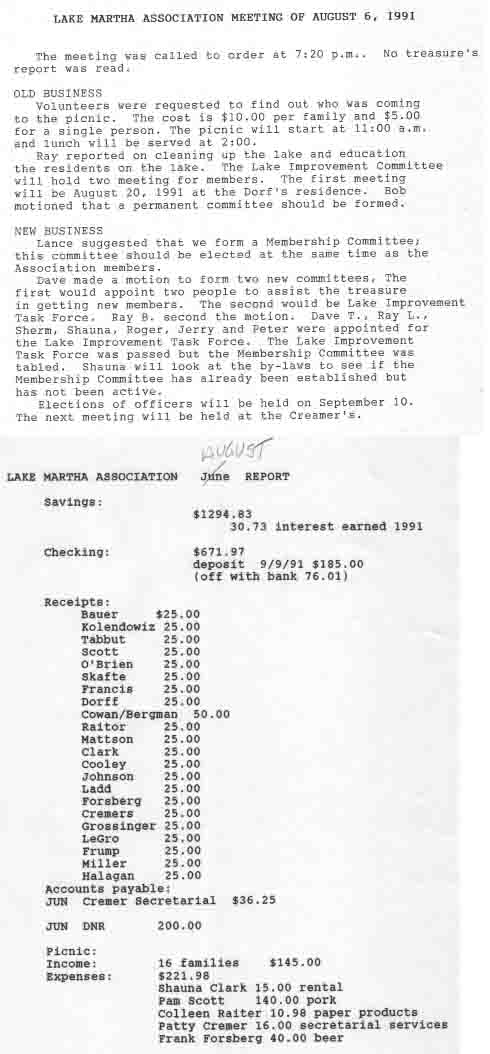 LAKE MARTHA ASSOCIATION MEETING OF AUGUST 6, 1991
The meeting was called to order at 7:20 p.m.. No treasure's
report was read.
OLD BUSINESS
Volunteers were requested to find out who was coming
to the picnic. The cost is $10.00 per family and $5.00
for a single person. The picnic will start at 11:00 a.m.
and lunch will be served at 2:00.
Ray reported on cleaning up the lake and education
the residents on the lake. The Lake Improvement Committee
will hold two meeting for members. The first meeting
will be August 20, 1991 at the Dorf's residence. Bob
motioned that a permanent committee should be formed.
NEW BUSINESS
Lance suggested that we form a Membership Committee;
this committee should be elected at the same time as the
Association members.
Dave made a motion to form two new committees, The
first would appoint two people to assist the treasure
in getting new members. The second would be Lake Improvement
Task Force. Ray B. second the motion. Dave T., Ray L.,
Sherm, Shauna, Roger, Jerry and Peter were appointed for
the Lake Improvement Task Force. The Lake Improvement
Task Force was passed but the Membership Committee was
tabled. Shauna will look at the by-laws to see if the
Membership Committee has already been established but
has not been active.
Elections of officers will be held on September 10.
The next meeting will be held at the Creamer's.
AUGUST
LAKE MARTHA ASSOCIATION June REPORT
Savings:
$1294.83
30.73 interest earned 1991
Checking: $671.97
deposit 9/9/91 $185.00
(off with bank 76.01)
Receipts:
Bauer $25.00
Kolendowiz 25.00
Tabbut 25.00
Scott 25.00
O'Brien 25.00
Skafte 25.00
Francis 25.00
Dorff 25.00
Cowan/Bergman 50.00
Raitor 25.00
Mattson 25.00
Clark 25.00
Cooley 25.00
Johnson 25.00
Ladd 25.00
Forsberg 25.00
Cremers 25.00
Grossinger 25.00
LeGro 25.00
Frump 25.00
Miller 25.00
Halagan 25.00
Accounts payable:
JUN Cremer Secretarial $36.25
JUN DNR 200.00
Picnic:
Income: 16 families $145.00
Expenses: $221.98
Shauna Clark 15.00 rental
Pam Scott 140.00 pork
Colleen Raiter 10.98 paper products
Patty Cremer 16.00 secretarial services
Frank Forsberg 40.00 beer